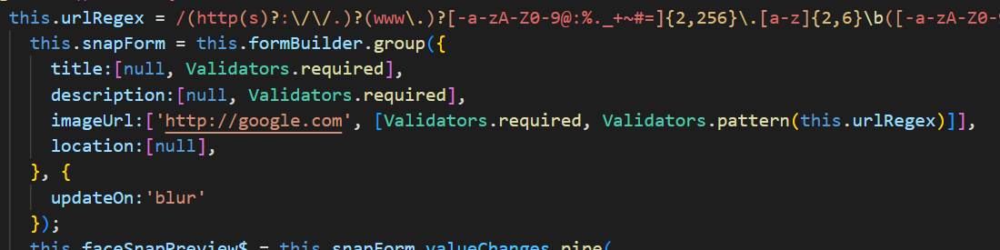 this.urlRegex = /(http(s)?:\/\/.)?(www\.)?[-a-zA-Z0-9@:%._+~#=]{2,256}\.[a-z]{2,6}\b([-a-zA-Z0-9
this.snapForm = this.formBuilder.group({
title:[null, Validators.required],
description:[null, Validators.required],
imageUrl:['http://google.com', [Validators.required, Validators.pattern(this.urlRegex)]],
location:[null],
}, {
updateOn:'blur'
});
this.faceSnapPreview$ = this.snapForm.valueChanges.pipe(